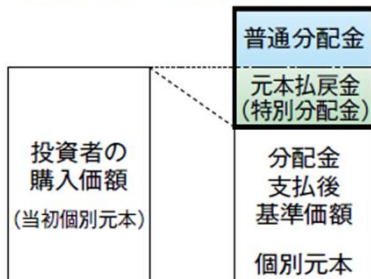 普通分配金
元本払戻金
(特別分配金)
投資者の
購入価額
(当初個別元本)
分配金
支払後
基準価額
個別元本